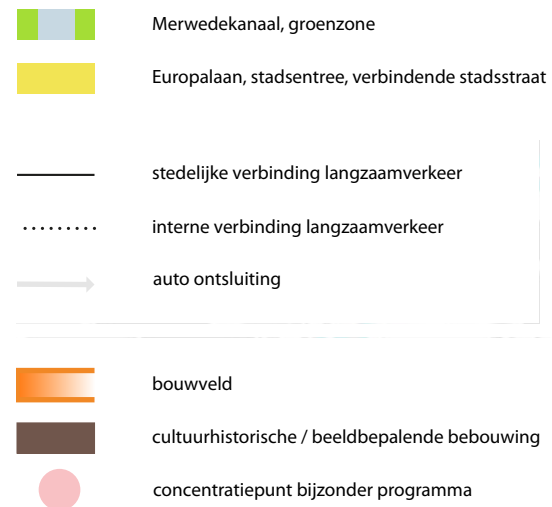 Merwedekanaal, groenzone
Europalaan, stadsentree, verbindende stadsstraat
stedelijke verbinding langzaamverkeer
interne verbinding langzaamverkeer
auto ontsluiting
bouwveld
cultuurhistorische / beeldbepalende bebouwing
concentratiepunt bijzonder programma